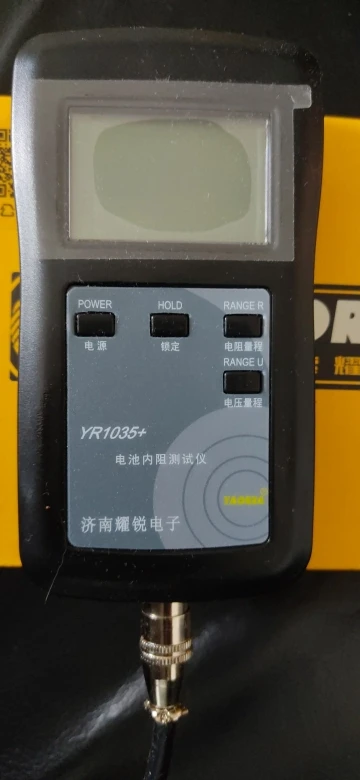 POWER
HOLD
RANGE R
电源
锁定
电阻量程
RANGE U
电压量程
YR1035+
电池内阻测试仪
济南耀锐电子